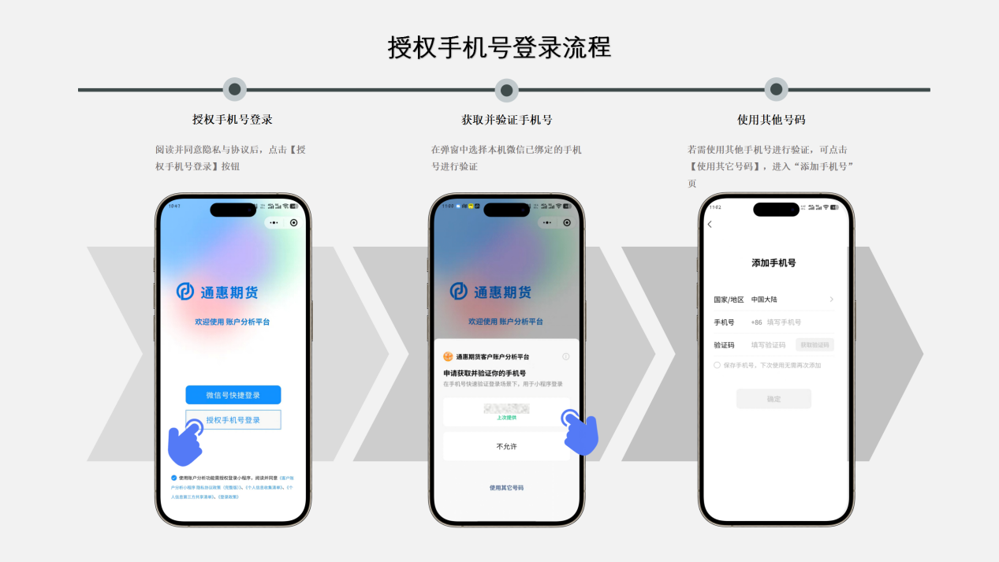 授权手机号登录流程
授权手机号登录
阅读并同意隐私与协议后，点击【授
权手机号登录】按钮
获取并验证手机号
在弹窗中选择本机微信已绑定的手机
号进行验证
使用其他号码
若需使用其他手机号进行验证，可点击
【使用其它号码】，进入“添加手机号”
页
通惠期货
欢迎使用 账户分析平台
微信号快捷登录
授权手机号登录
使用账户分析功能需授权登录小程序，阅读并同意《客户账
户分析小程序 隐私协议政策（完整版）》、《个人信息收集清单》、《个
人信息第三方共享清单》、《登录政策》
通惠期货
欢迎使用 账户分析平台
通惠期货客户账户分析平台
申请获取并验证你的手机号
在手机号快速验证登录场景下，用于小程序登录
上次提供
不允许
使用其它号码
11:02
添加手机号
国家/地区 中国大陆
手机号 +86 填写手机号
验证码 填写验证码 获取验证码
保存手机号，下次使用无需再次添加
确定